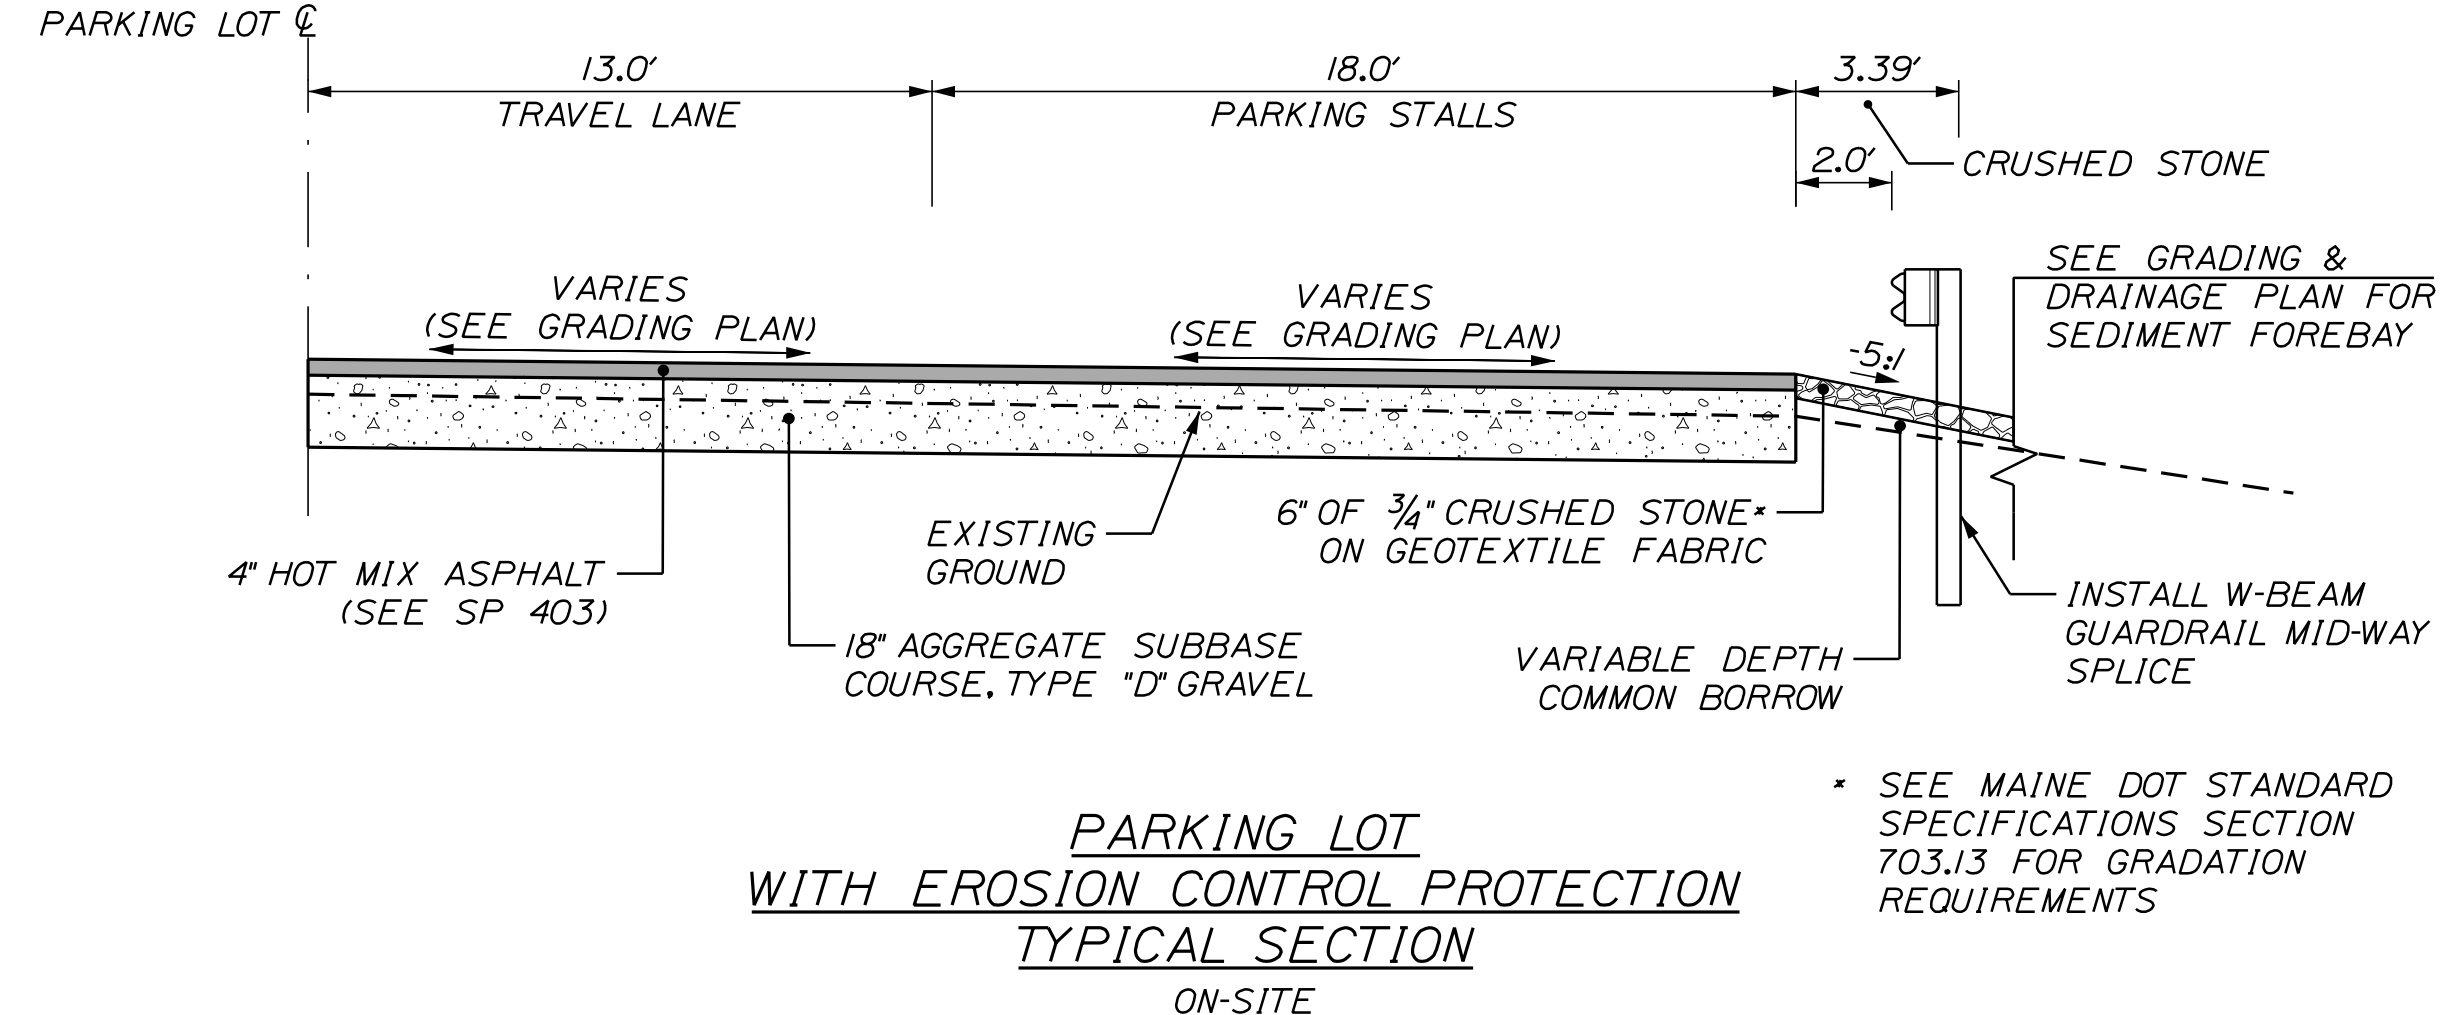 PARKING LOT ℄
13.0'
TRAVEL LANE
18.0'
PARKING STALLS
3.39'
CRUSHED STONE
2.0'
VARIES
(SEE GRADING PLAN)
VARIES
(SEE GRADING PLAN)
-5:1
SEE GRADING &
DRAINAGE PLAN FOR
SEDIMENT FOREBAY
4" HOT MIX ASPHALT
(SEE SP 403)
18" AGGREGATE SUBBASE
COURSE, TYPE "D" GRAVEL
EXISTING
GROUND
6" OF 3/4" CRUSHED STONE*
ON GEOTEXTILE FABRIC
VARIABLE DEPTH
COMMON BORROW
INSTALL W-BEAM
GUARDRAIL MID-WAY
SPLICE
* SEE MAINE DOT STANDARD
SPECIFICATIONS SECTION
703.13 FOR GRADATION
REQUIREMENTS
PARKING LOT
WITH EROSION CONTROL PROTECTION
TYPICAL SECTION
ON-SITE